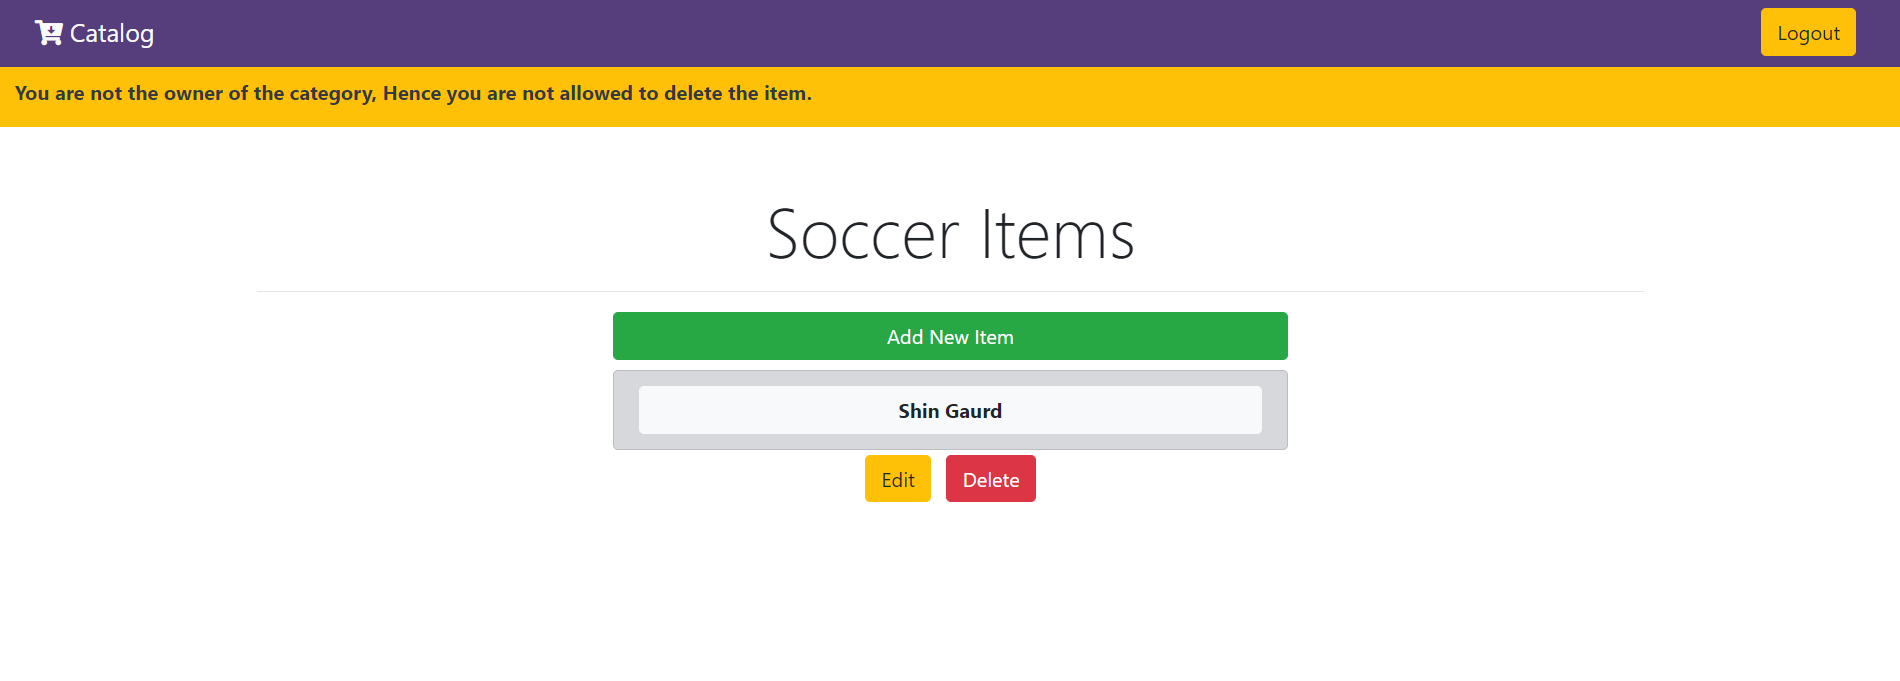 Catalog
Logout
You are not the owner of the category, Hence you are not allowed to delete the item.
Soccer Items
Add New Item
Shin Gaurd
Edit
Delete